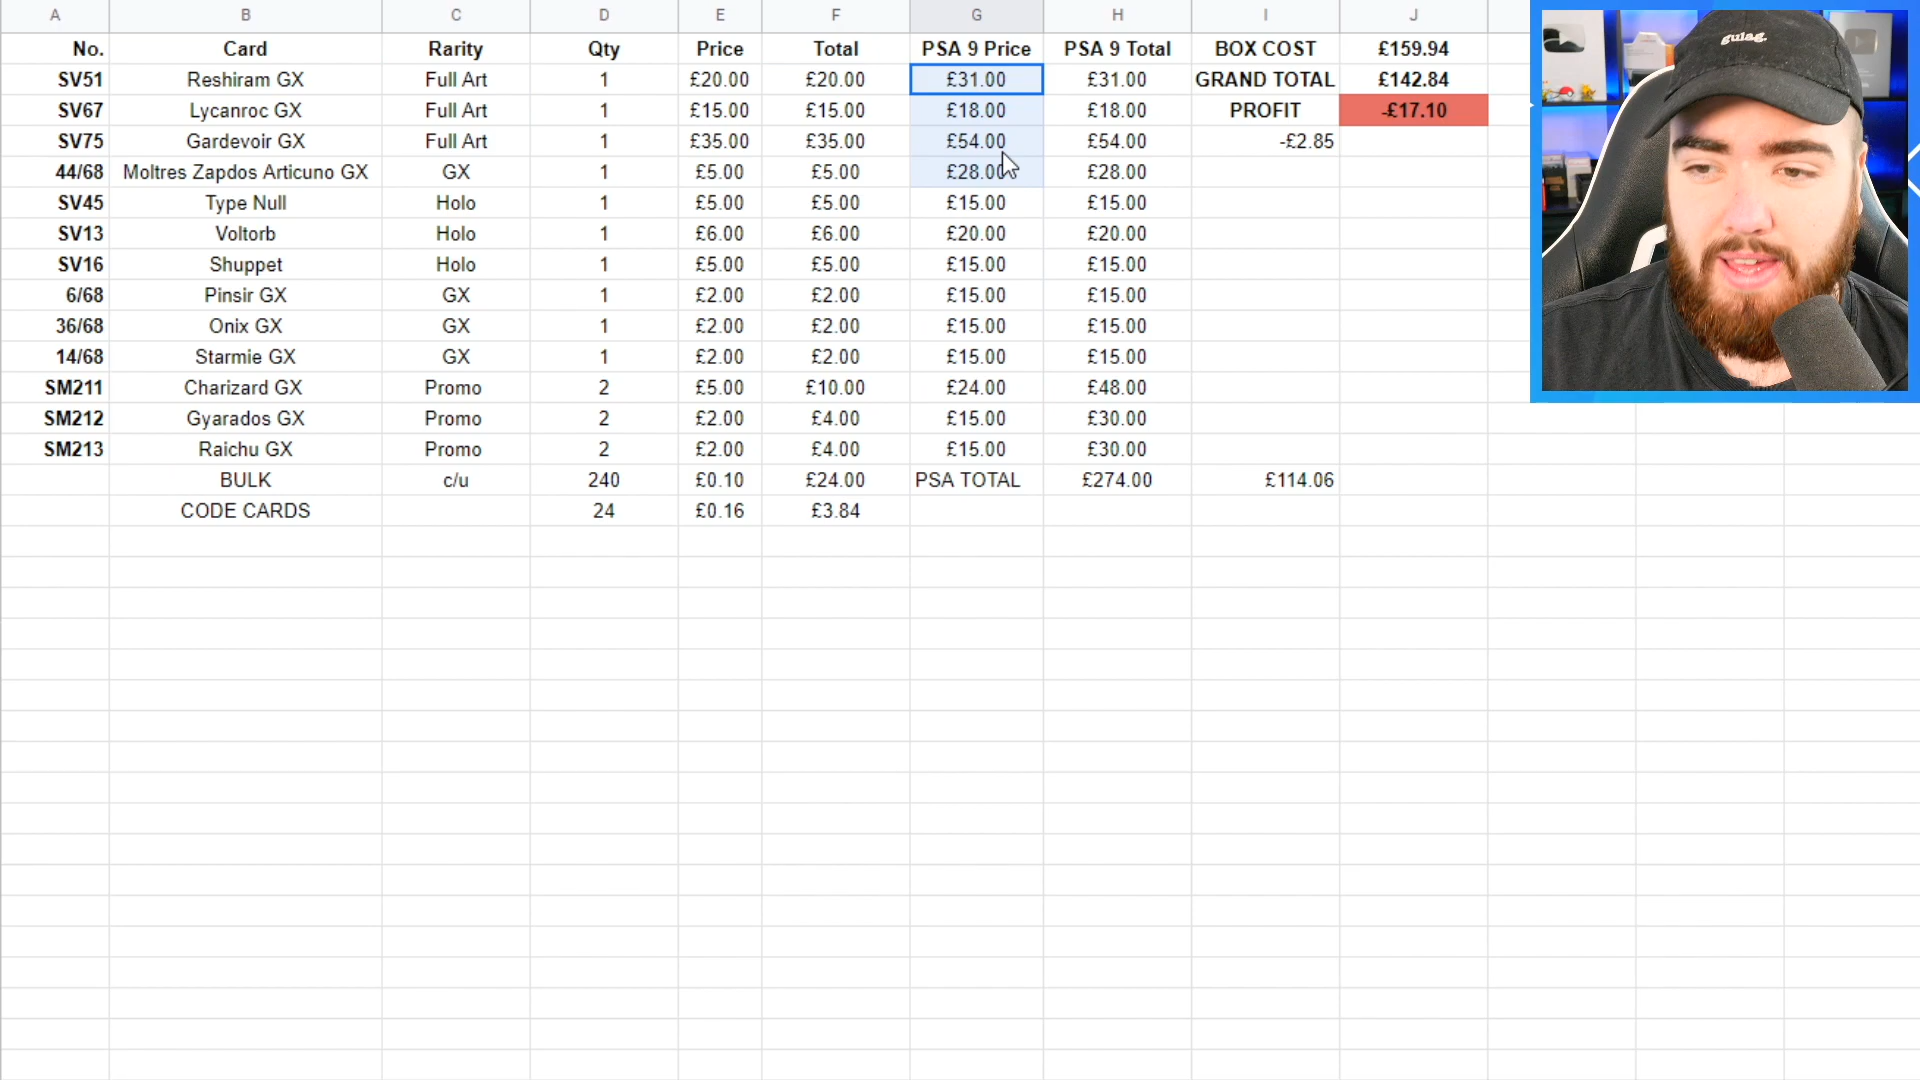 A B C D E F G H I J
No. Card Rarity Qty Price Total PSA 9 Price PSA 9 Total BOX COST £159.94
SV51 Reshiram GX Full Art 1 £20.00 £20.00 £31.00 £31.00 GRAND TOTAL £142.84
SV67 Lycanroc GX Full Art 1 £15.00 £15.00 £18.00 £18.00 PROFIT -£17.10
SV75 Gardevoir GX Full Art 1 £35.00 £35.00 £54.00 £54.00 -£2.85
44/68 Moltres Zapdos Articuno GX GX 1 £5.00 £5.00 £28.00 £28.00
SV45 Type Null Holo 1 £5.00 £5.00 £15.00 £15.00
SV13 Voltorb Holo 1 £6.00 £6.00 £20.00 £20.00
SV16 Shuppet Holo 1 £5.00 £5.00 £15.00 £15.00
6/68 Pinsir GX GX 1 £2.00 £2.00 £15.00 £15.00
36/68 Onix GX GX 1 £2.00 £2.00 £15.00 £15.00
14/68 Starmie GX GX 1 £2.00 £2.00 £15.00 £15.00
SM211 Charizard GX Promo 2 £5.00 £10.00 £24.00 £48.00
SM212 Gyarados GX Promo 2 £2.00 £4.00 £15.00 £30.00
SM213 Raichu GX Promo 2 £2.00 £4.00 £15.00 £30.00
BULK c/u 240 £0.10 £24.00 PSA TOTAL £274.00 £114.06
CODE CARDS 24 £0.16 £3.84
gulag.